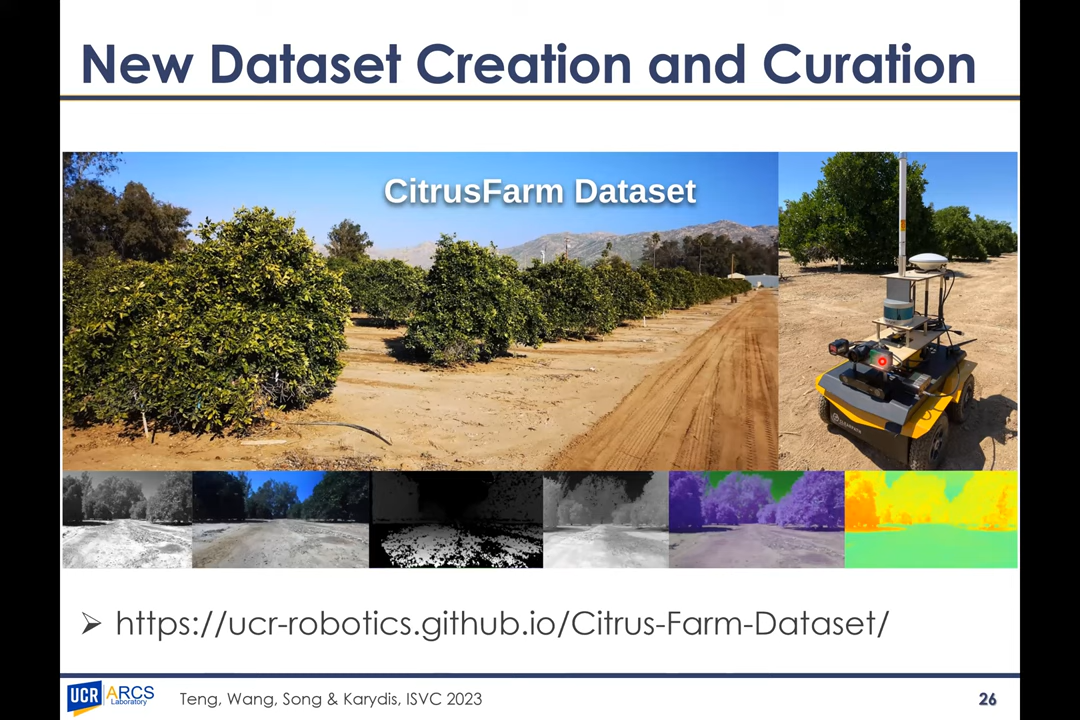 New Dataset Creation and Curation
CitrusFarm Dataset
➢ https://ucr-robotics.github.io/Citrus-Farm-Dataset/
UCR ARCS
Laboratory
Teng, Wang, Song & Karydis, ISVC 2023
26